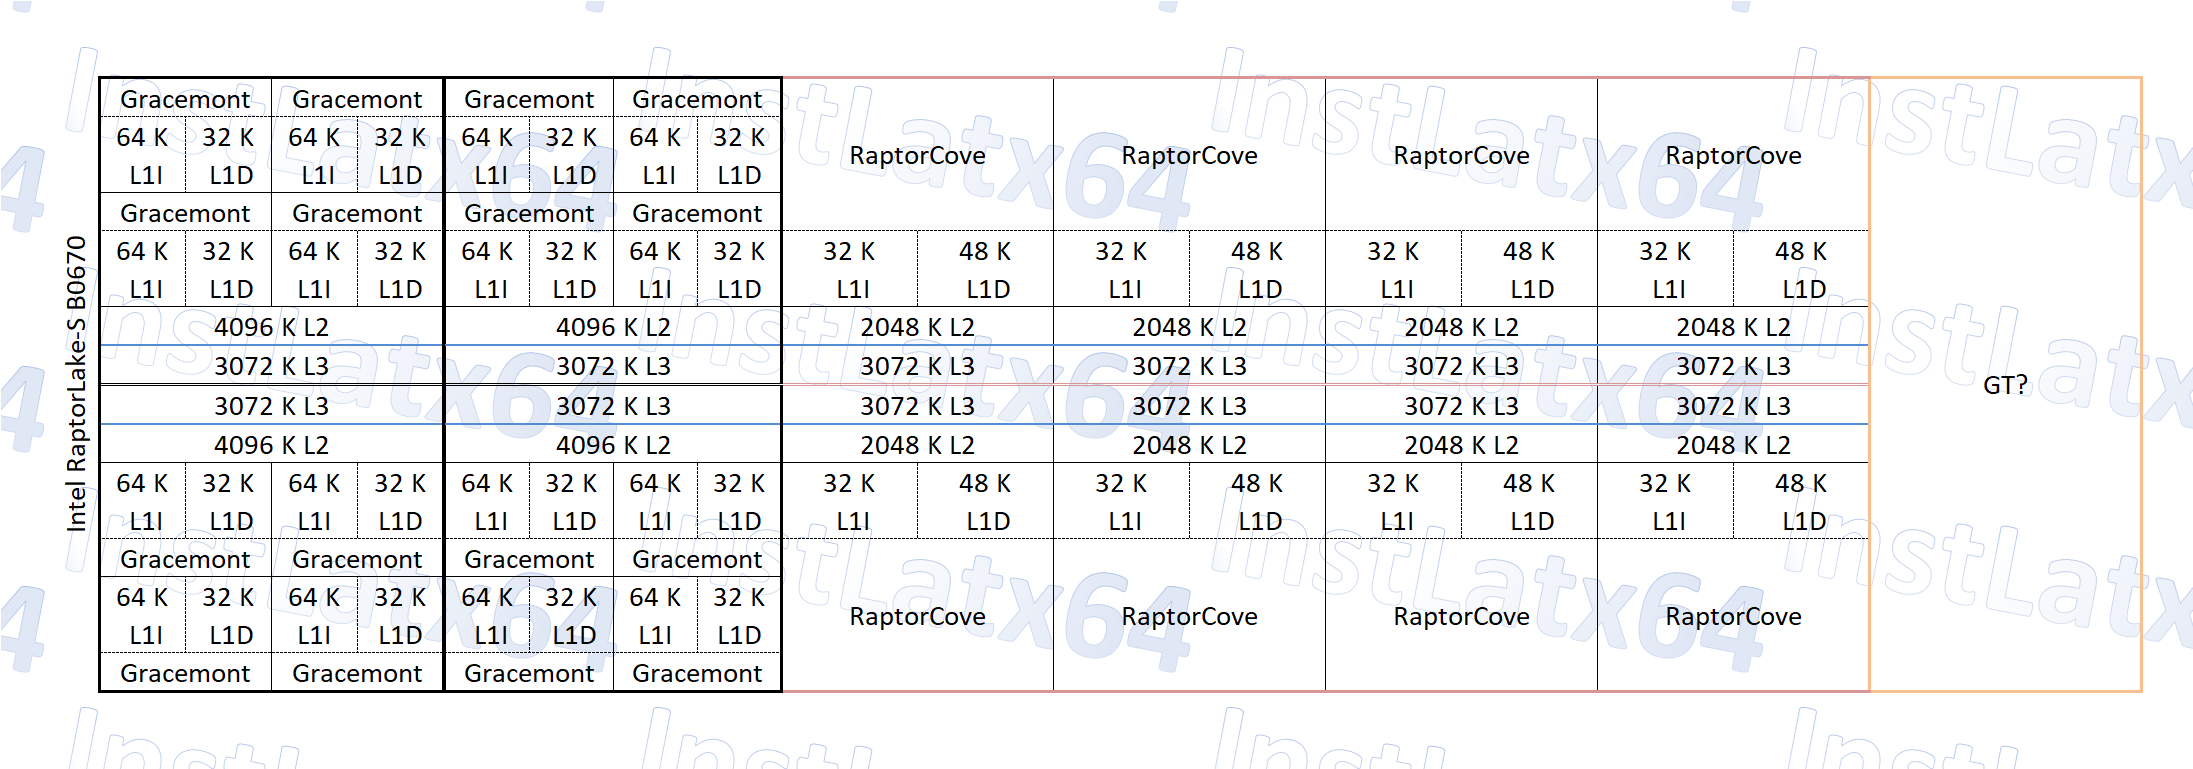 Intel RaptorLake-S B0670
Gracemont Gracemont Gracemont Gracemont
64 K 32 K 64 K 32 K 64 K 32 K 64 K 32 K
RaptorCove RaptorCove RaptorCove RaptorCove
L1I L1D L1I L1D L1I L1D L1I L1D
Gracemont Gracemont Gracemont Gracemont
64 K 32 K 64 K 32 K 64 K 32 K 64 K 32 K 32 K 48 K 32 K 48 K 32 K 48 K 32 K 48 K
L1I L1D L1I L1D L1I L1D L1I L1D L1I L1D L1I L1D L1I L1D L1I L1D
4096 K L2 4096 K L2 2048 K L2 2048 K L2 2048 K L2 2048 K L2
3072 K L3 3072 K L3 3072 K L3 3072 K L3 3072 K L3 3072 K L3
GT?
3072 K L3 3072 K L3 3072 K L3 3072 K L3 3072 K L3 3072 K L3
4096 K L2 4096 K L2 2048 K L2 2048 K L2 2048 K L2 2048 K L2
64 K 32 K 64 K 32 K 64 K 32 K 64 K 32 K 32 K 48 K 32 K 48 K 32 K 48 K 32 K 48 K
L1I L1D L1I L1D L1I L1D L1I L1D L1I L1D L1I L1D L1I L1D L1I L1D
Gracemont Gracemont Gracemont Gracemont
64 K 32 K 64 K 32 K 64 K 32 K 64 K 32 K
RaptorCove RaptorCove RaptorCove RaptorCove
L1I L1D L1I L1D L1I L1D L1I L1D
Gracemont Gracemont Gracemont Gracemont
InstLatx64